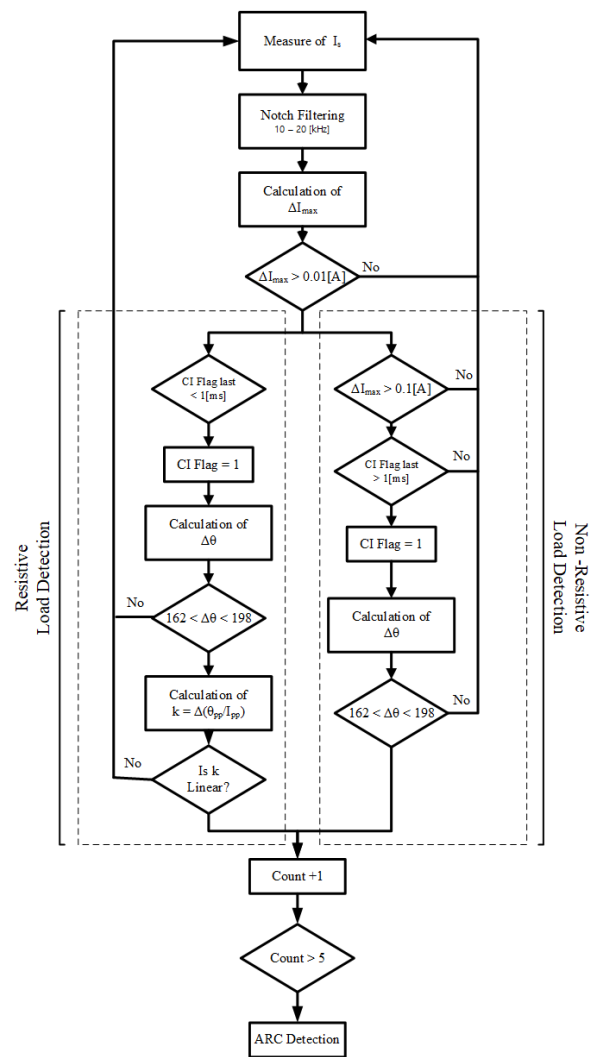 Measure of Is
Notch Filtering
10 – 20 [kHz]
Calculation of
ΔImax
ΔImax > 0.01[A]
No
Resistive
Load Detection
CI Flag last
< 1[ms]
CI Flag = 1
Calculation of
Δθ
162 < Δθ < 198
No
Calculation of
k = Δ(θpp/Ipp)
Is k
Linear?
No
ΔImax > 0.1[A]
No
CI Flag last
> 1[ms]
No
CI Flag = 1
Calculation of
Δθ
162 < Δθ < 198
No
Non -Resistive
Load Detection
Count +1
Count > 5
ARC Detection